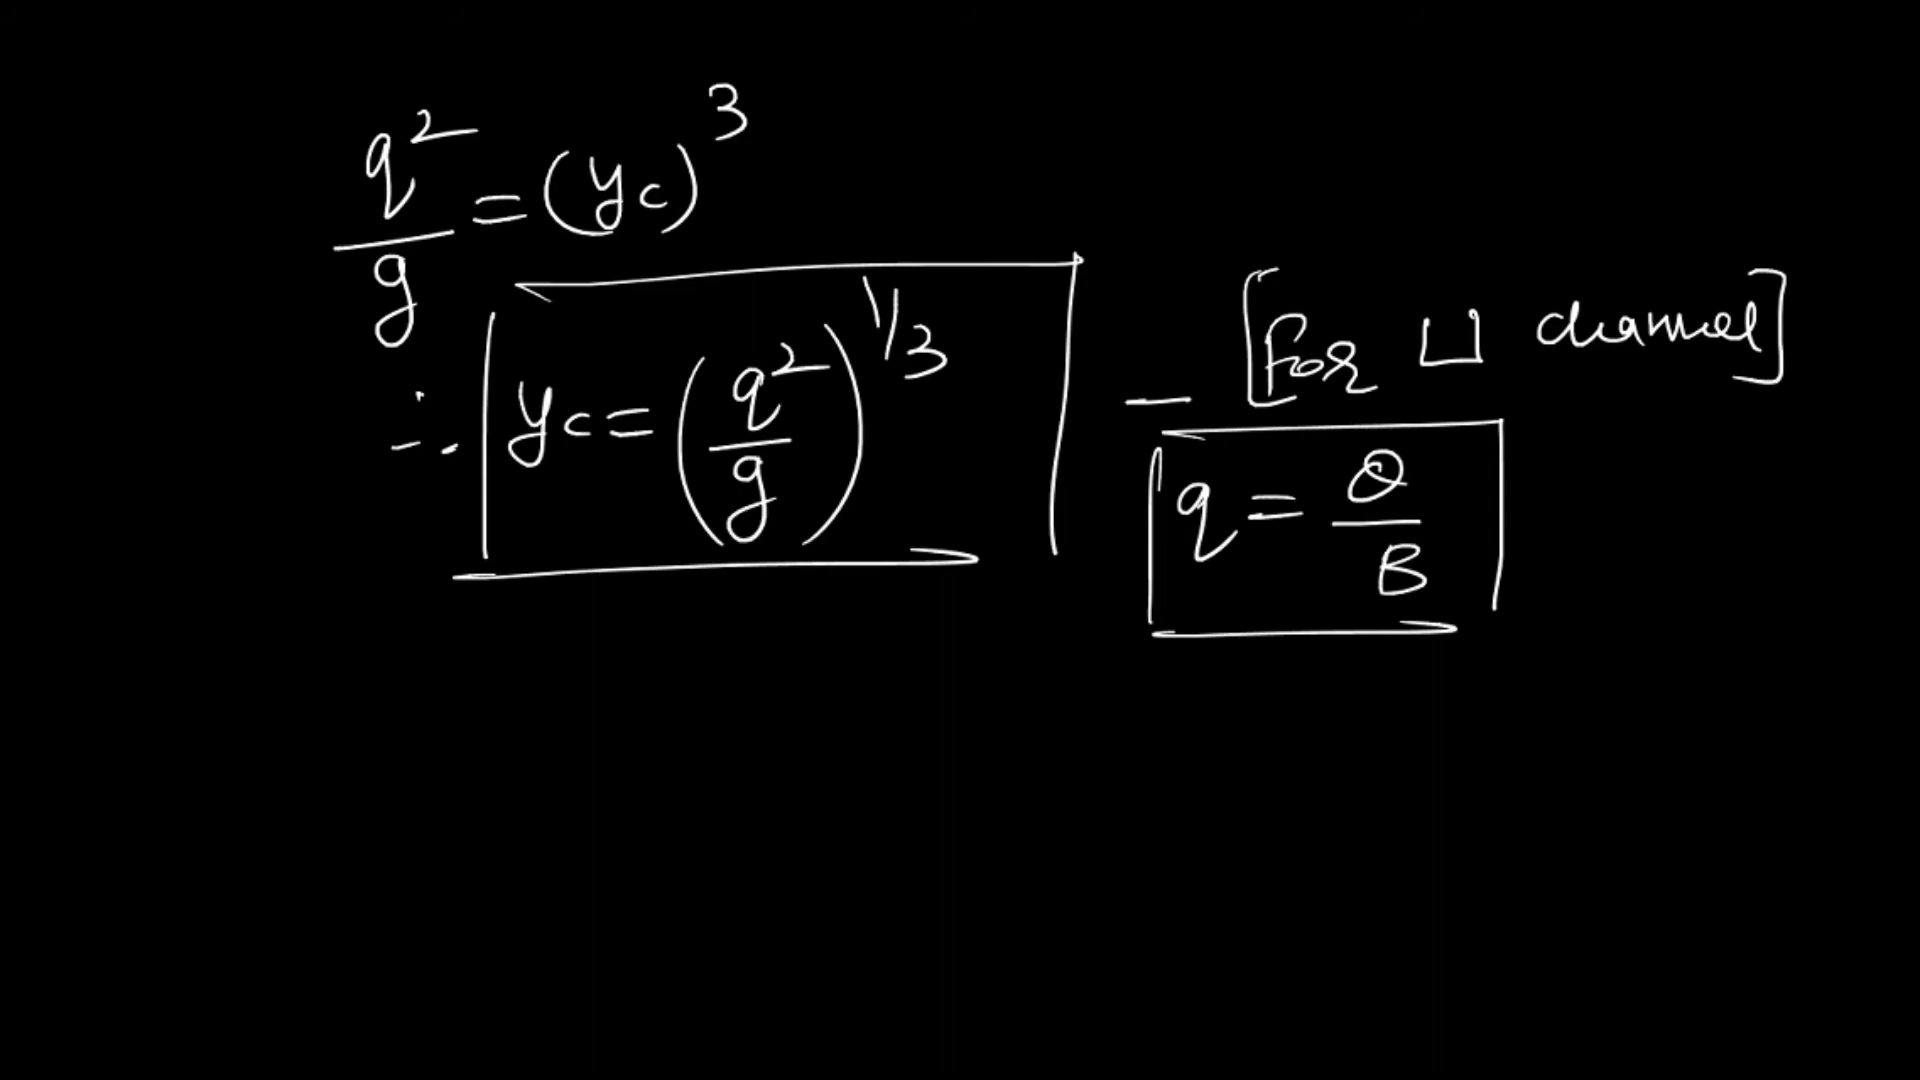 q²/g = (yc)³
∴ yc = (q²/g)^1/3 – [For ⊔ channel]
q = Q/B